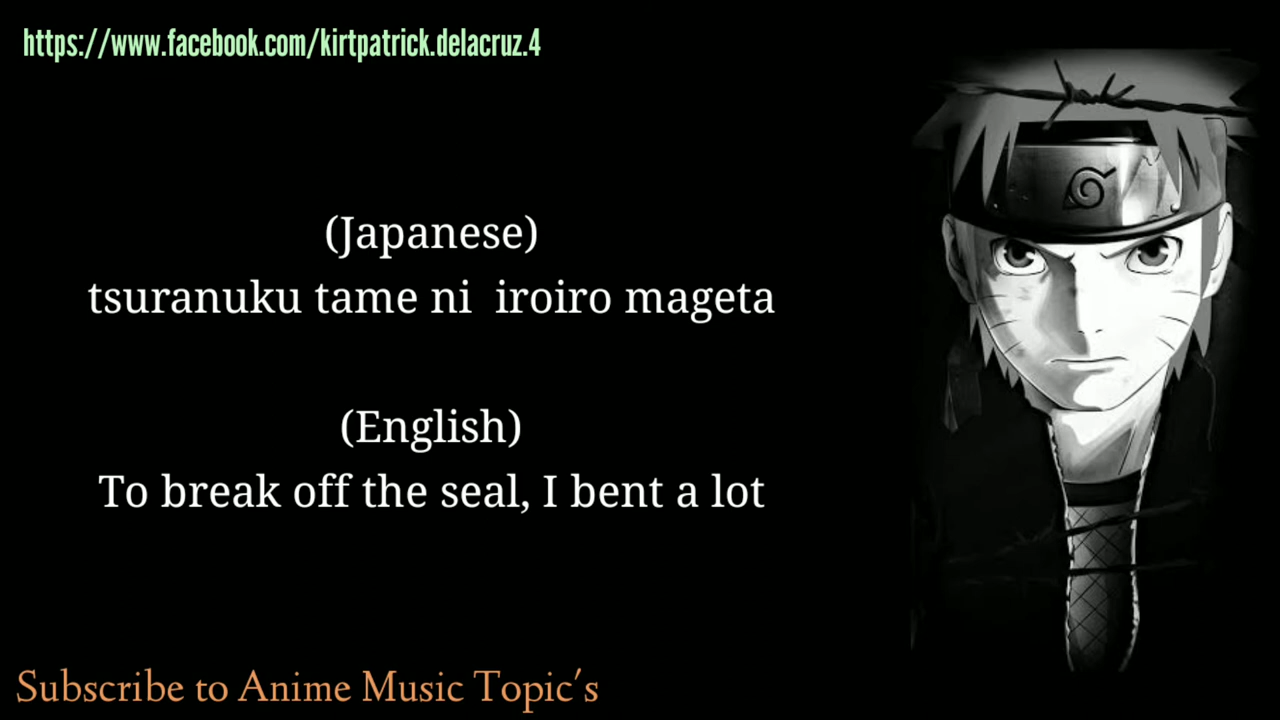 https://www.facebook.com/kirtpatrick.delacruz.4
(Japanese)
tsuranuku tame ni  iroiro mageta
(English)
To break off the seal, I bent a lot
Subscribe to Anime Music Topic's